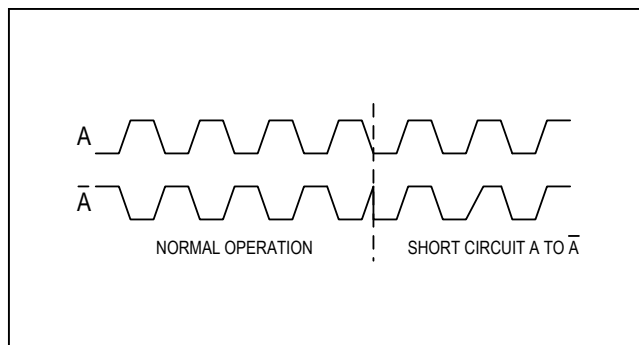 A
A̅
NORMAL OPERATION
SHORT CIRCUIT A TO A̅